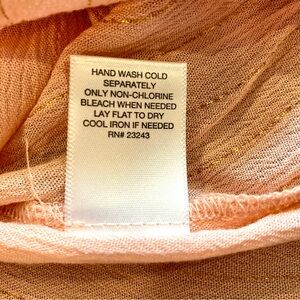 HAND WASH COLD
SEPARATELY
ONLY NON-CHLORINE
BLEACH WHEN NEEDED
LAY FLAT TO DRY
COOL IRON IF NEEDED
RN# 23243